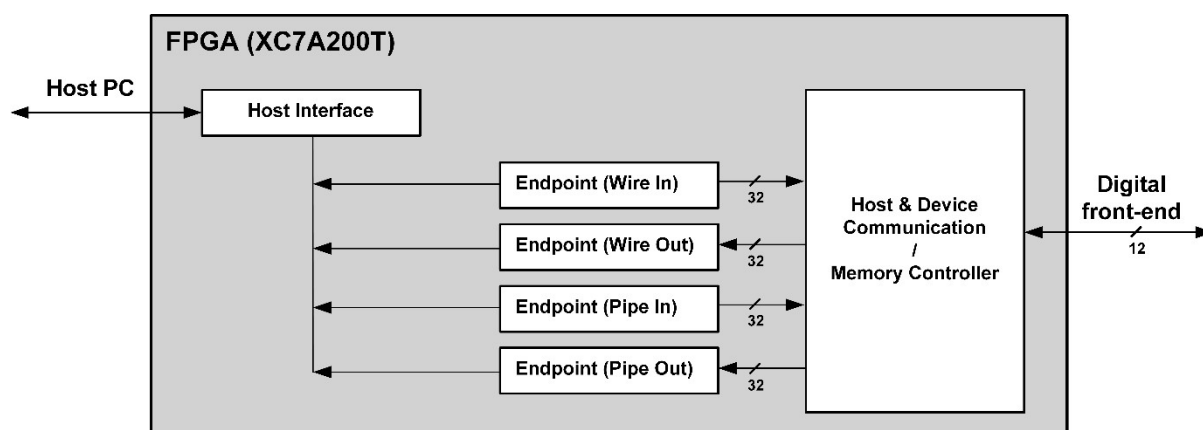 FPGA (XC7A200T)
Host PC
Host Interface
Endpoint (Wire In)
32
Endpoint (Wire Out)
32
Endpoint (Pipe In)
32
Endpoint (Pipe Out)
32
Host & Device
Communication
/
Memory Controller
Digital
front-end
12